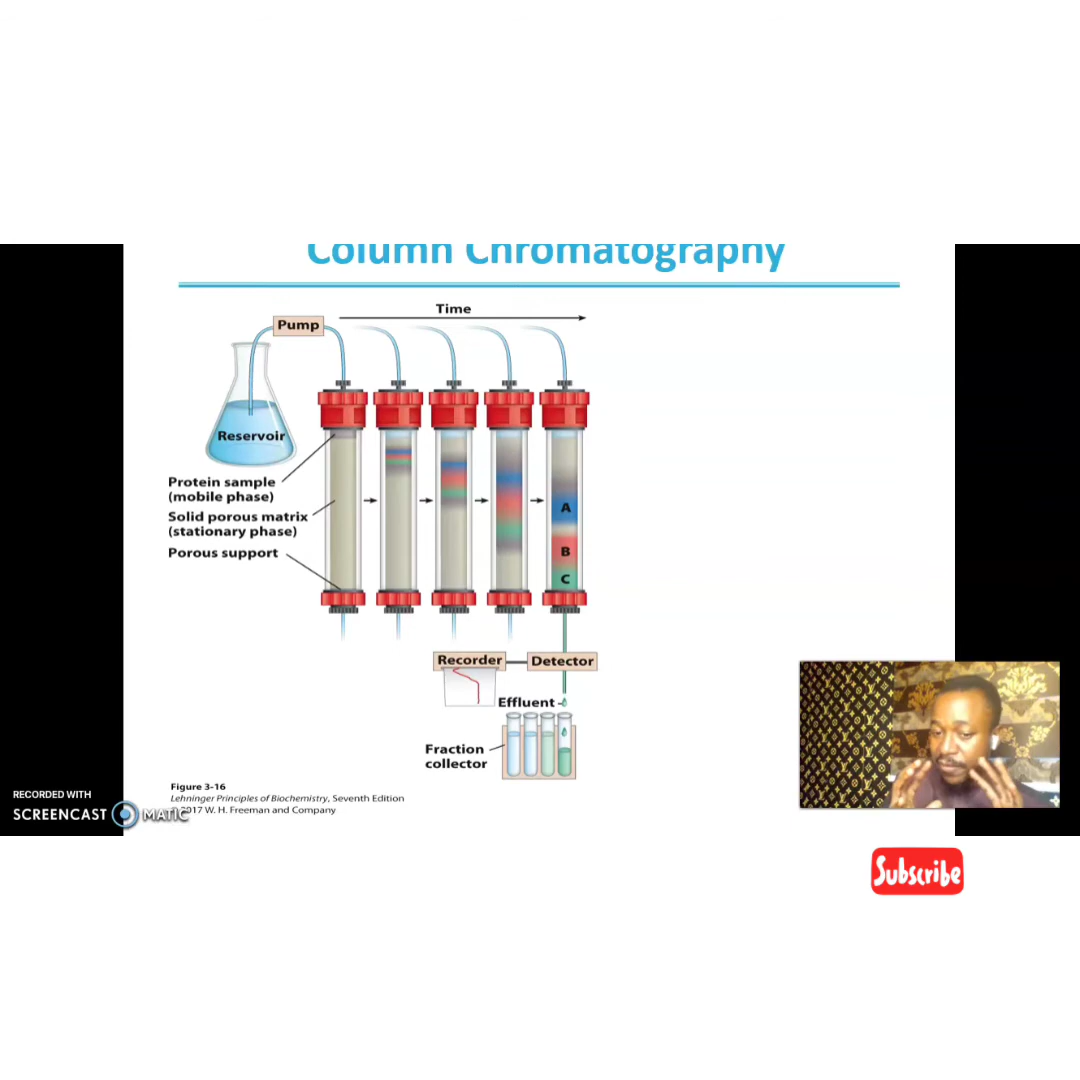 Column Chromatography
Time
Pump
Reservoir
Protein sample
(mobile phase)
Solid porous matrix
(stationary phase)
Porous support
A
B
C
Recorder
Detector
Effluent
Fraction
collector
Figure 3-16
Lehninger Principles of Biochemistry, Seventh Edition
2017 W. H. Freeman and Company
RECORDED WITH
SCREENCAST MATIC
Subscribe